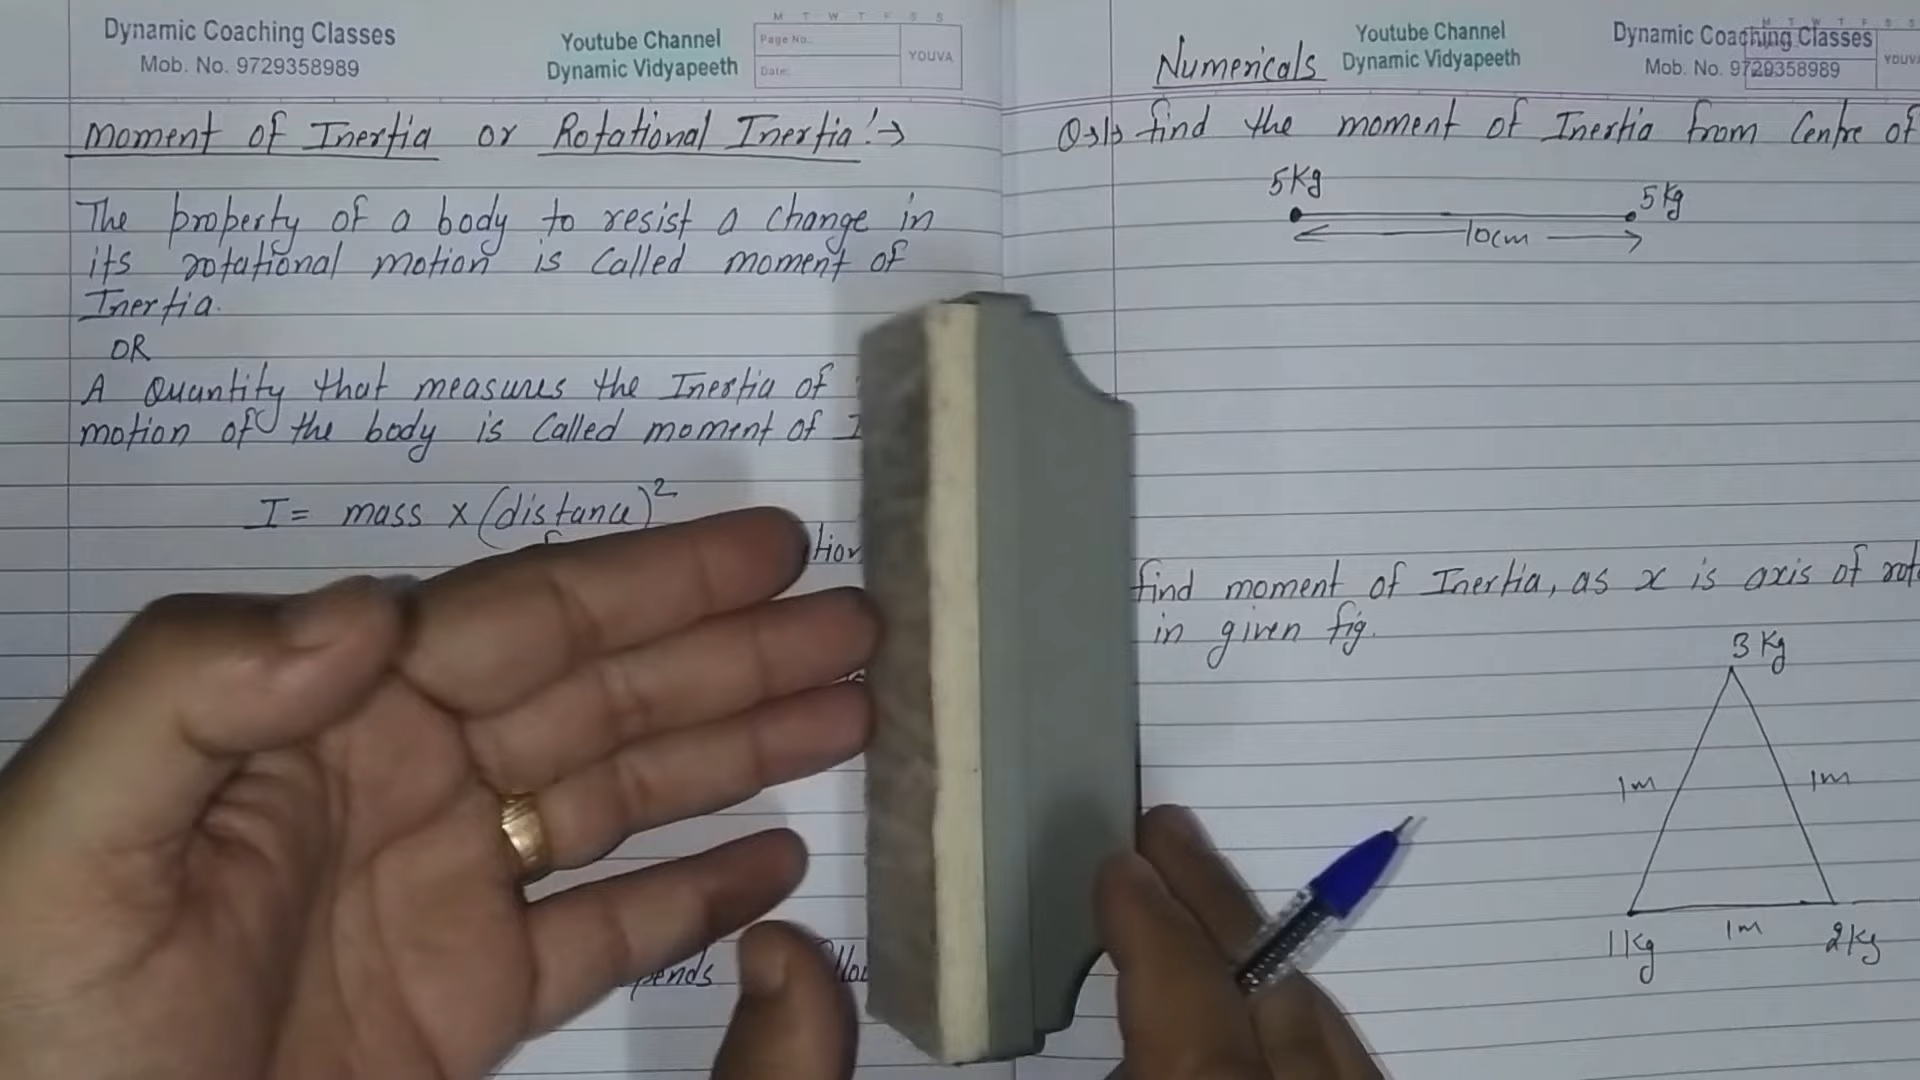 Dynamic Coaching Classes
Mob. No. 9729358989
Youtube Channel
Dynamic Vidyapeeth
M T W T F S S
Page No.:
Date:
YOUVA
Moment of Inertia or Rotational Inertia :→
The property of a body to resist a change in
its rotational motion is Called moment of
Inertia.
OR
A Quantity that measures the Inertia of
motion of the body is Called moment of
I = mass x (distance)²
Numericals
Youtube Channel
Dynamic Vidyapeeth
Dynamic Coaching Classes
Mob. No. 9729358989
YOUVA
Q→1→ find the moment of Inertia from Centre of
5Kg
5kg
10cm
find moment of Inertia, as x is axis of
in given fig.
3 Kg
1m
1m
1Kg
1m
2Kg